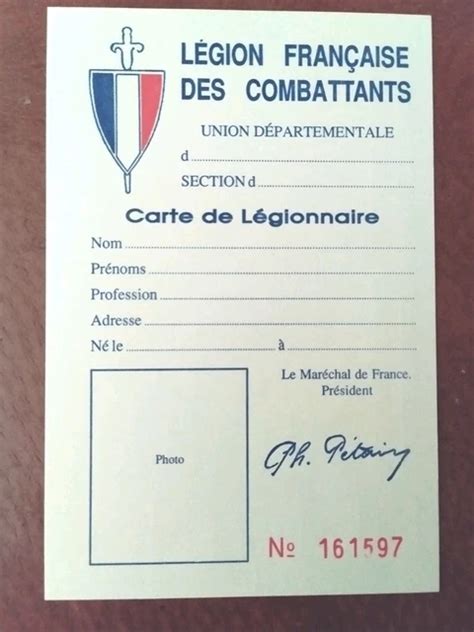 LÉGION FRANÇAISE
DES COMBATTANTS
UNION DÉPARTEMENTALE
d
SECTION d
Carte de Légionnaire
Nom
Prénoms
Profession
Adresse
Né le à
Le Maréchal de France.
Président
Photo
Ph. Pétain
No 161597